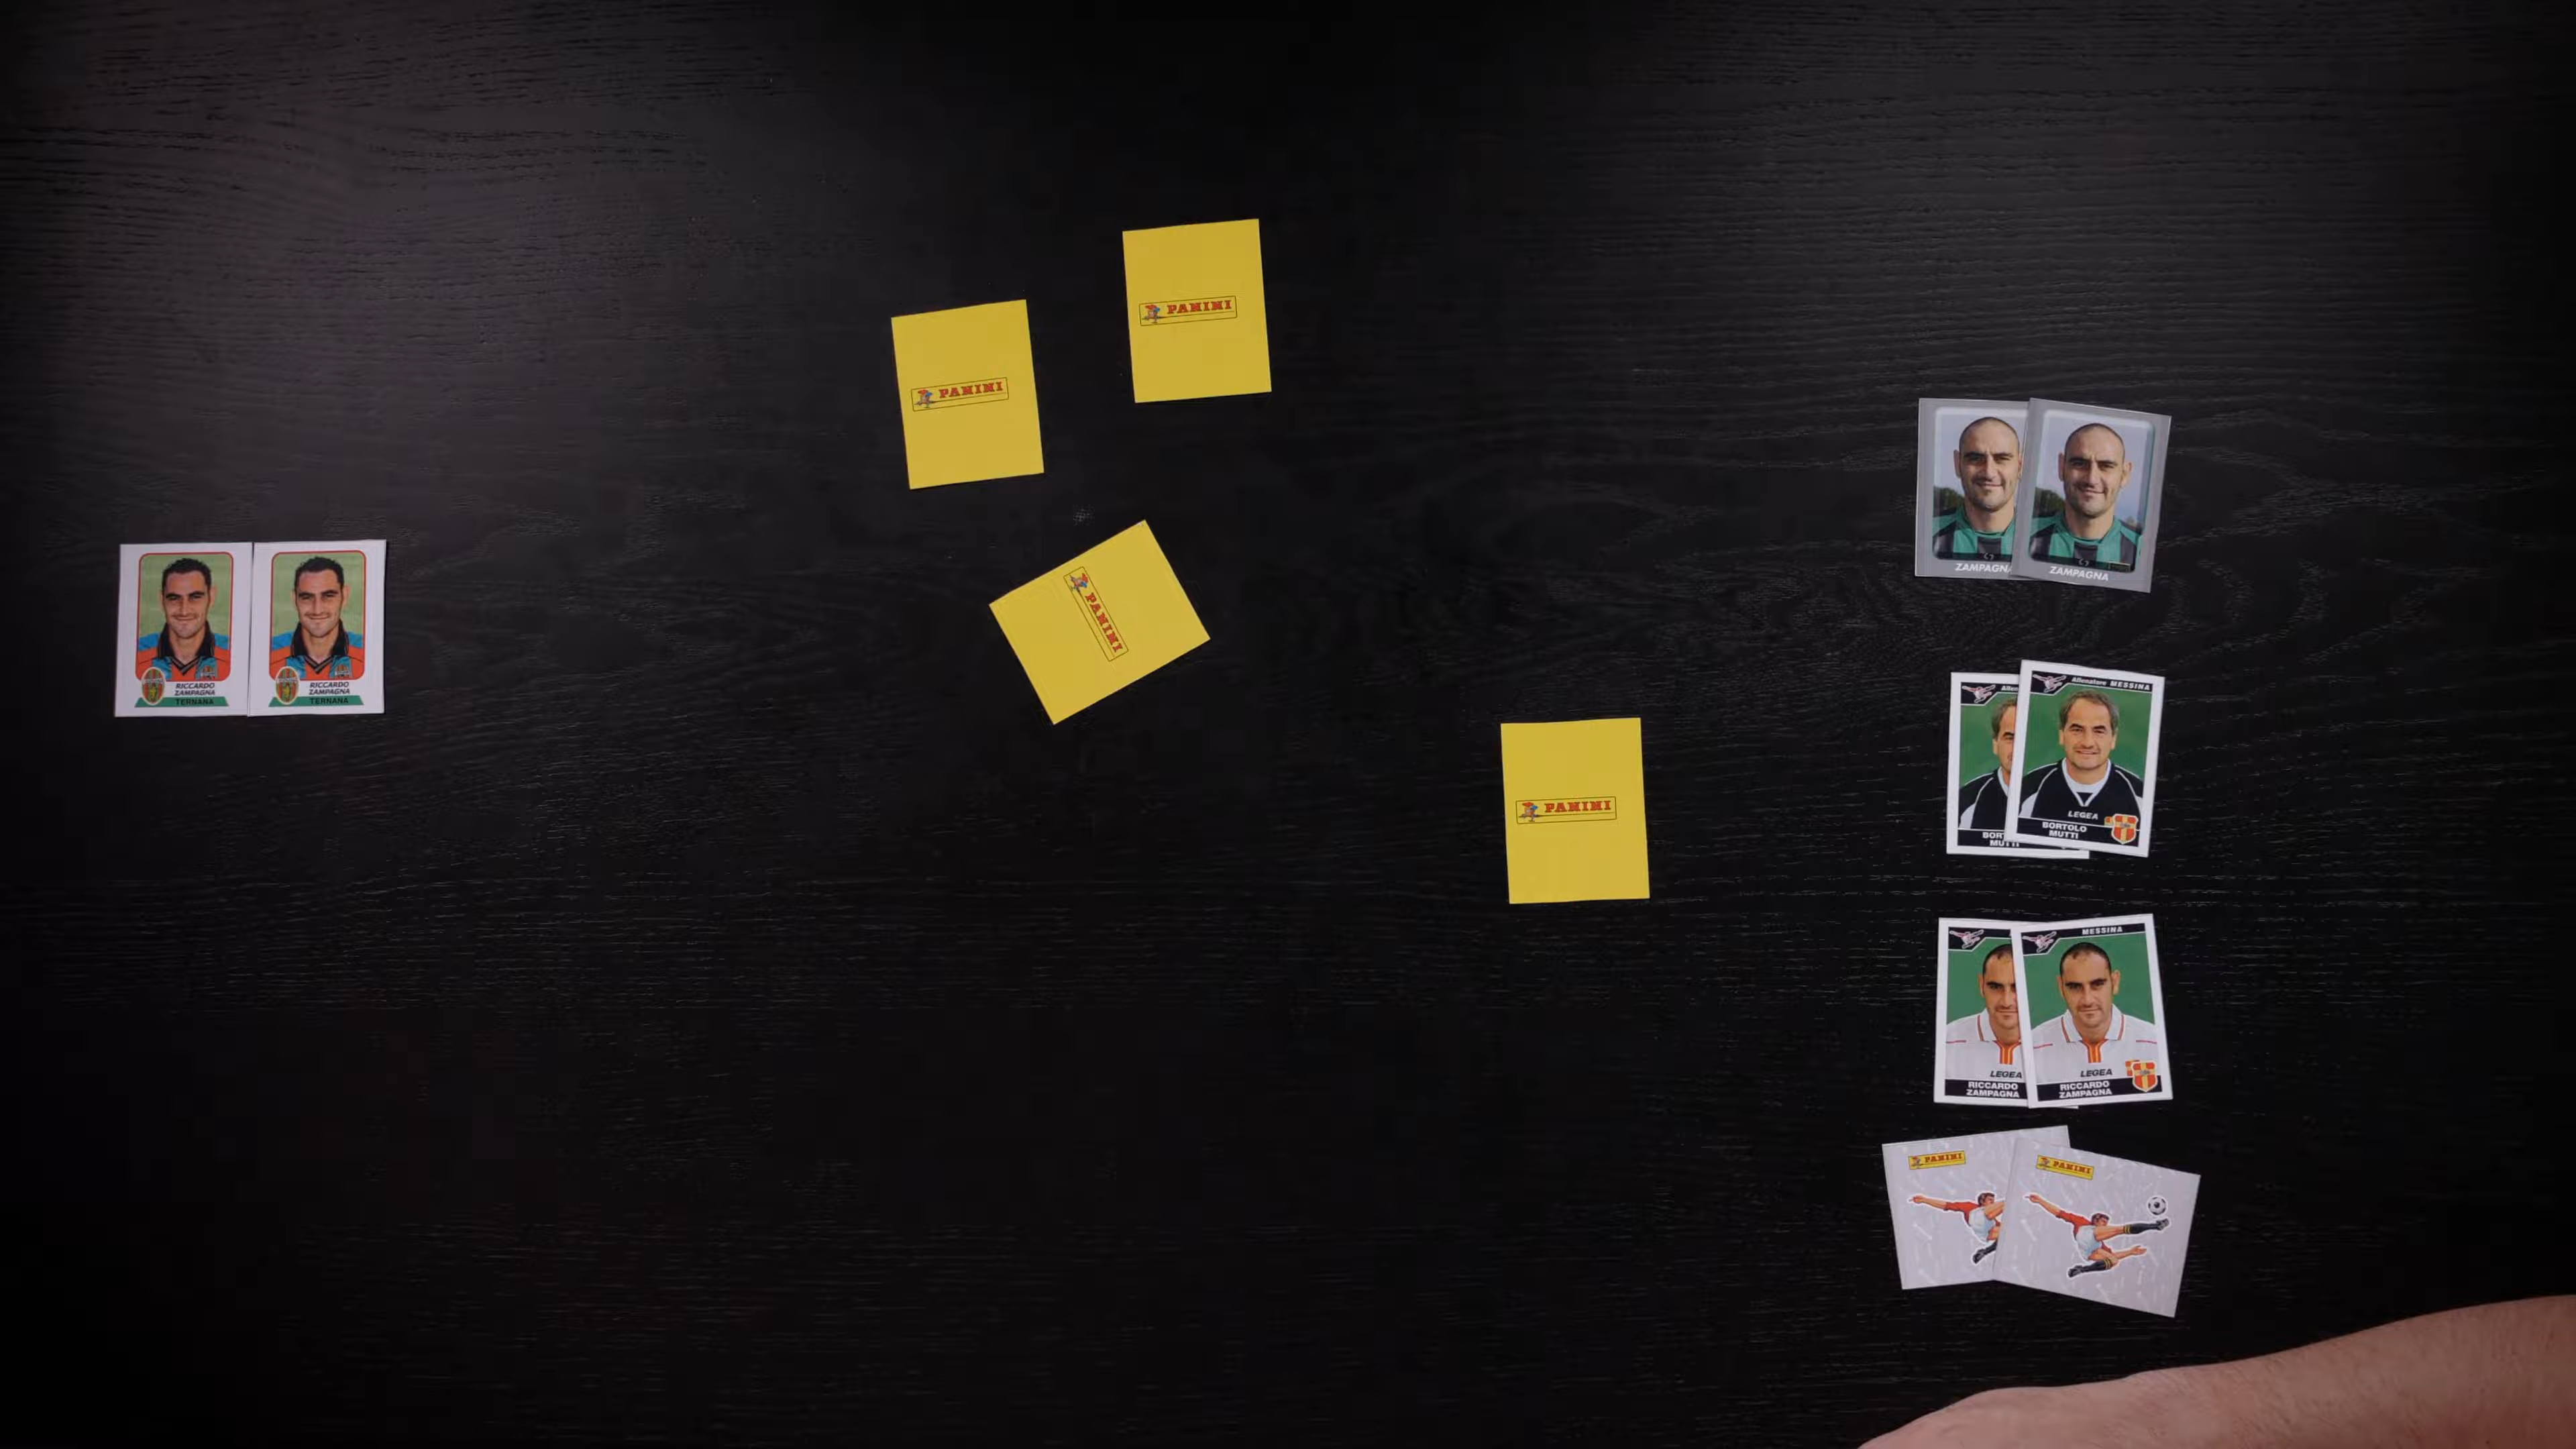 PANINI
PANINI
PANINI
PANINI
RICCARDO
ZAMPAGNA
TERNANA
RICCARDO
ZAMPAGNA
TERNANA
ZAMPAGNA
ZAMPAGNA
Allenatore MESSINA
LEGEA
BORTOLO
MUTTI
MESSINA
LEGEA
RICCARDO
ZAMPAGNA
LEGEA
RICCARDO
ZAMPAGNA
PANINI
PANINI